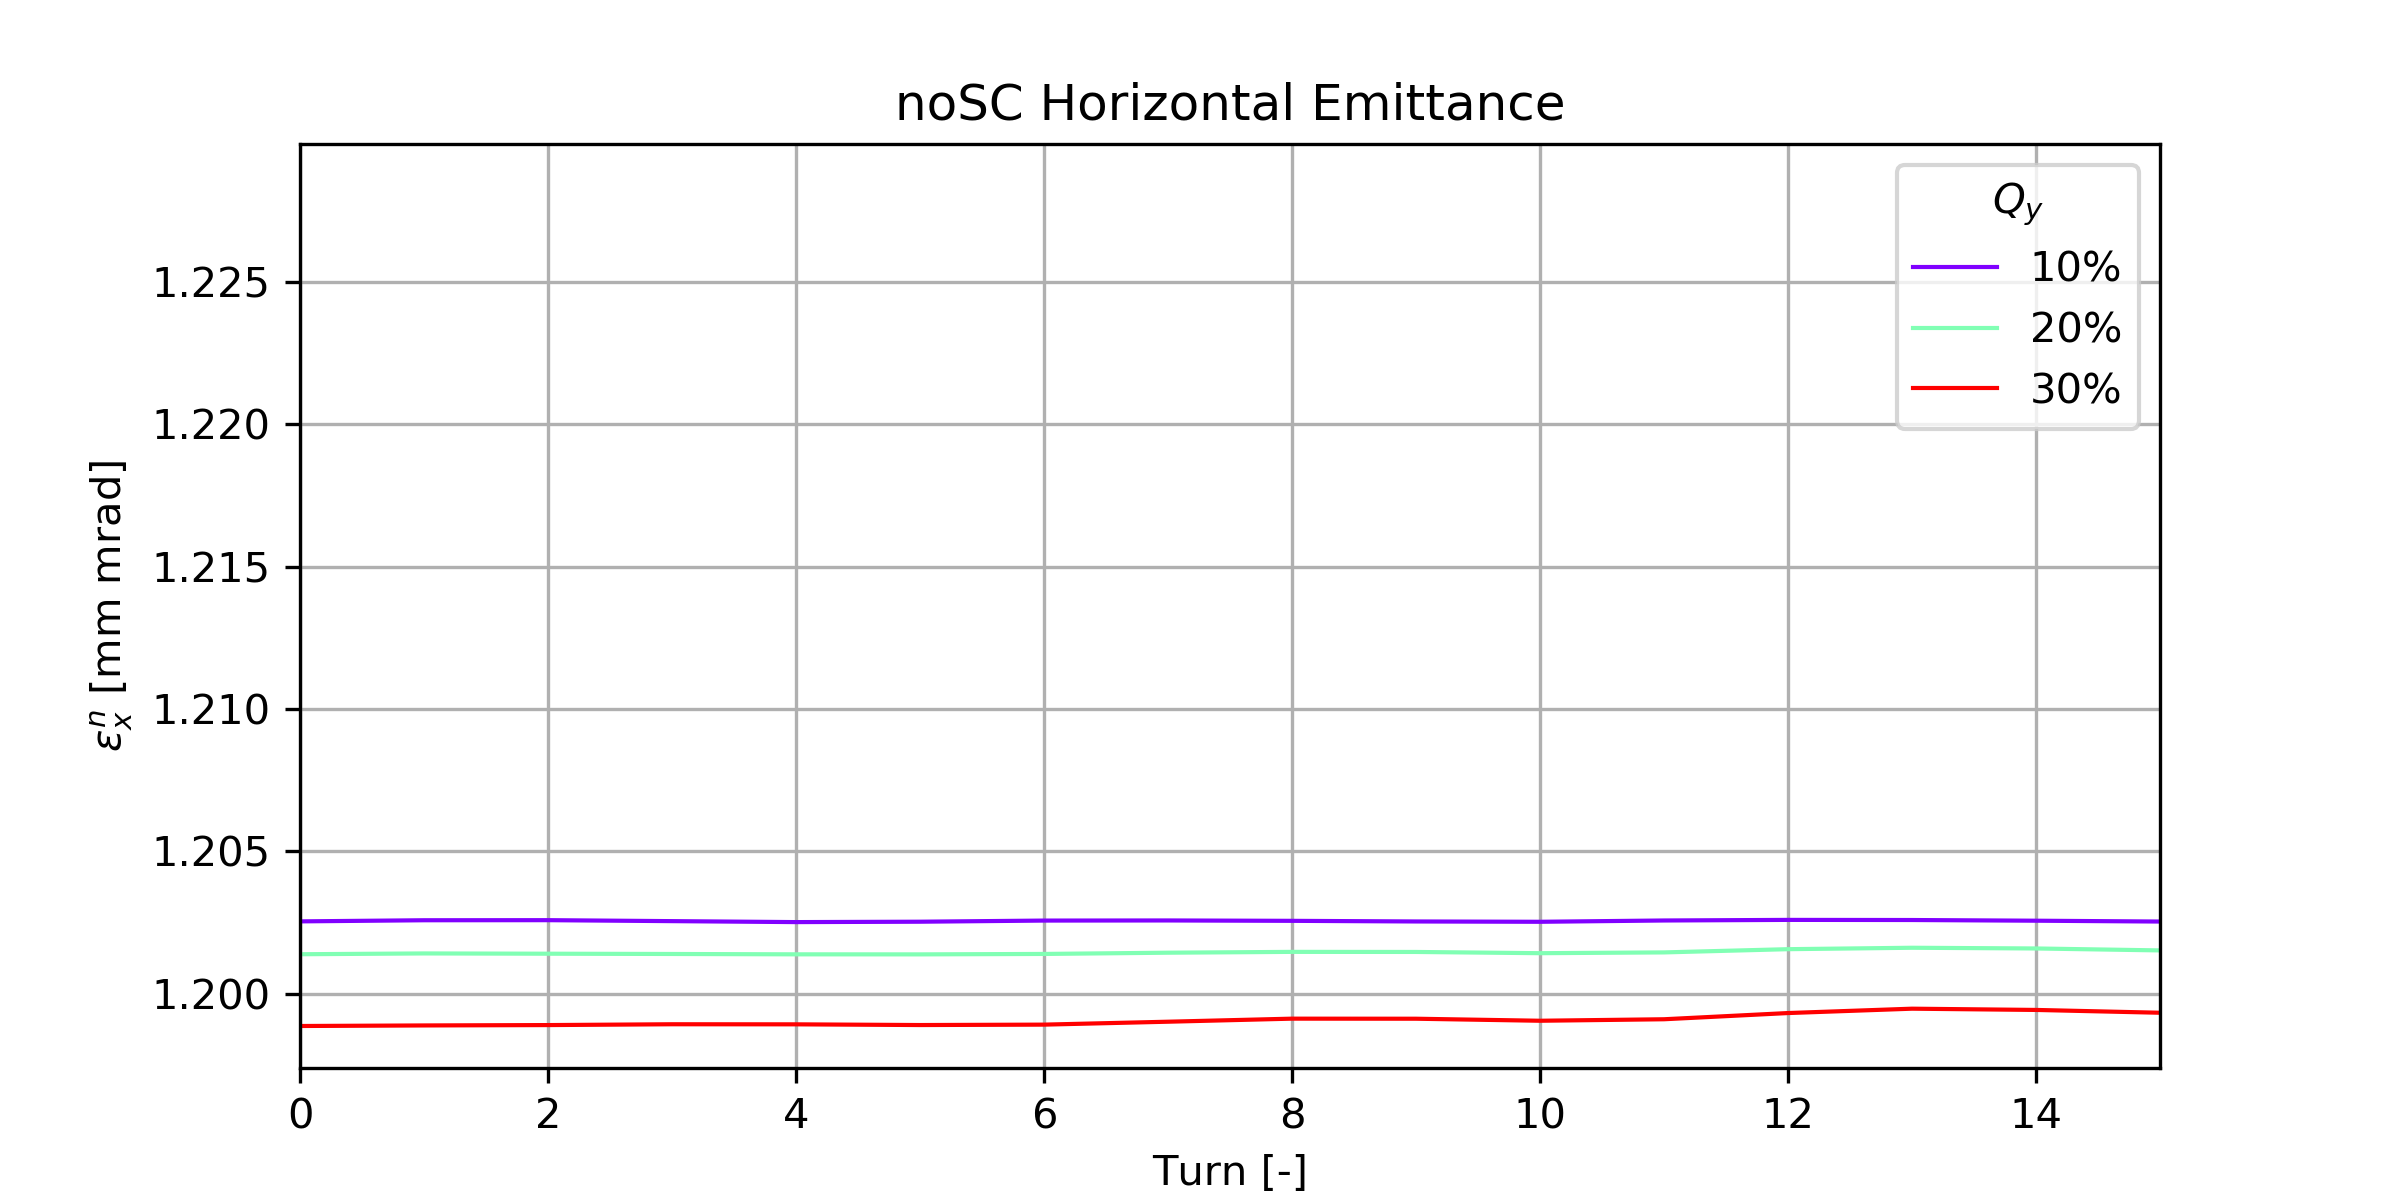 noSC Horizontal Emittance
Q_y
10%
20%
30%
1.225
1.220
1.215
1.210
1.205
1.200
ε_x^n [mm mrad]
0 2 4 6 8 10 12 14
Turn [-]